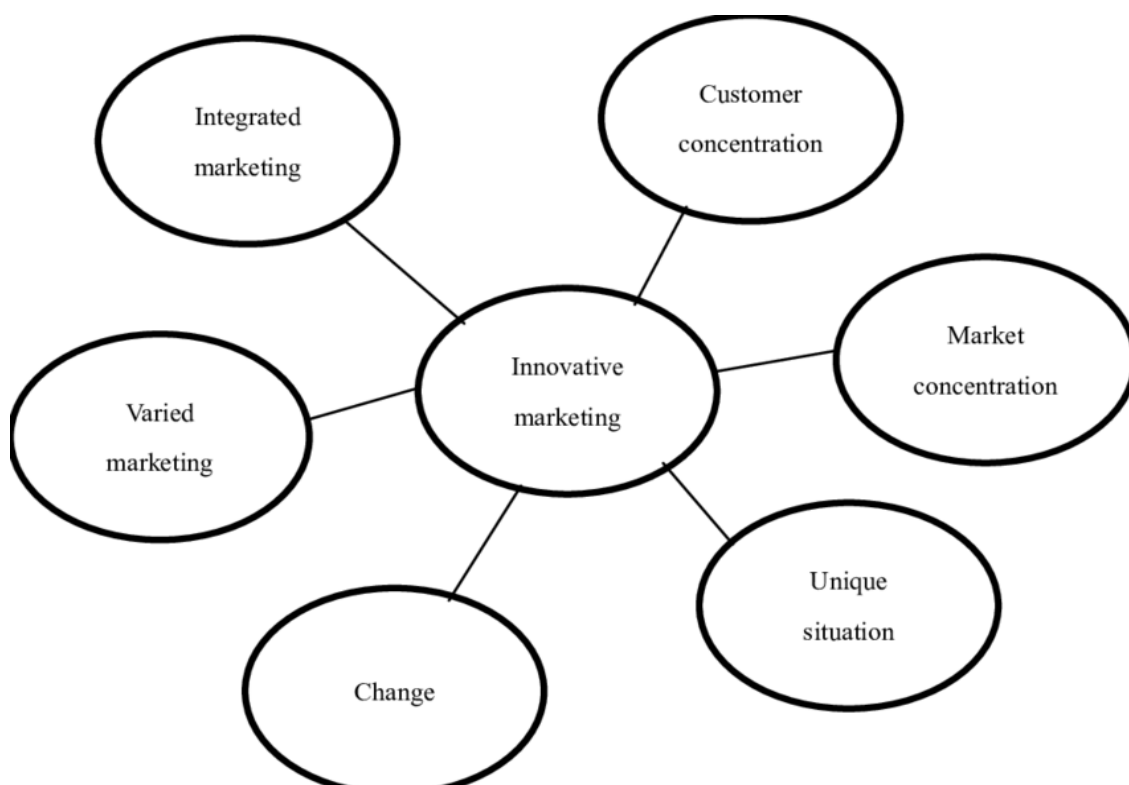 Integrated
marketing
Customer
concentration
Innovative
marketing
Market
concentration
Varied
marketing
Unique
situation
Change